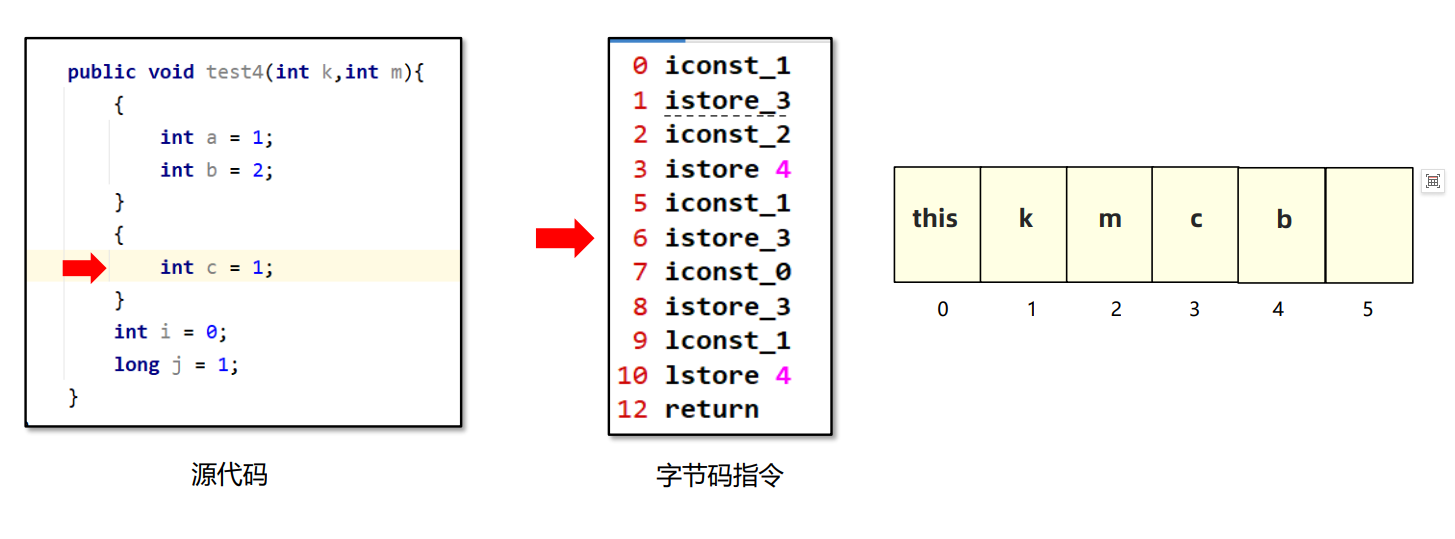 public void test4(int k,int m){
{
int a = 1;
int b = 2;
}
{
int c = 1;
}
int i = 0;
long j = 1;
}
源代码
0 iconst_1
1 istore_3
2 iconst_2
3 istore 4
5 iconst_1
6 istore_3
7 iconst_0
8 istore_3
9 lconst_1
10 lstore 4
12 return
字节码指令
this k m c b
0 1 2 3 4 5